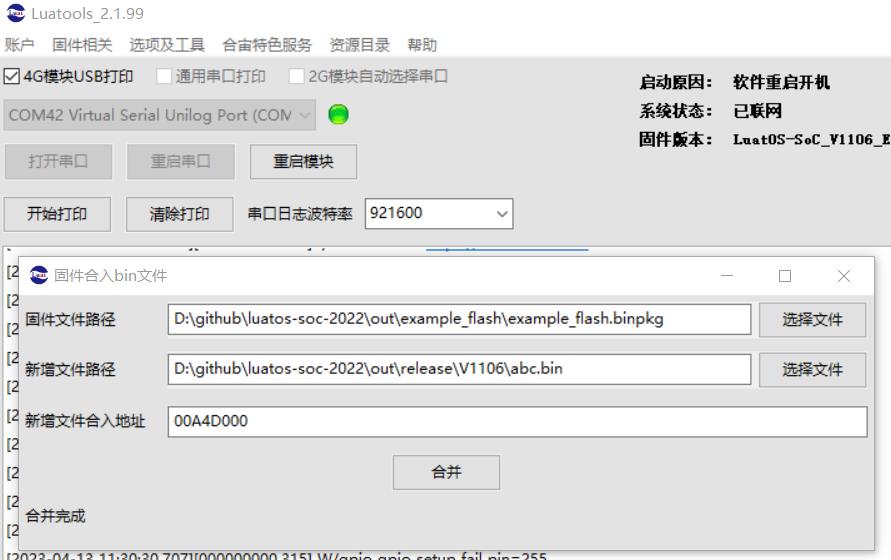 Luatools_2.1.99
账户 固件相关 选项及工具 合宙特色服务 资源目录 帮助
4G模块USB打印 通用串口打印 2G模块自动选择串口
COM42 Virtual Serial Unilog Port (COM
启动原因: 软件重启开机
系统状态: 已联网
固件版本: LuatOS-SoC_V1106_E
打开串口 重启串口 重启模块
开始打印 清除打印 串口日志波特率 921600
固件合入bin文件
固件文件路径 D:\github\luatos-soc-2022\out\example_flash\example_flash.binpkg 选择文件
新增文件路径 D:\github\luatos-soc-2022\out\release\V1106\abc.bin 选择文件
新增文件合入地址 00A4D000
合并
合并完成
[2023-04-13 11:30:30.707][000000000.315] W/gpio gpio setup fail pin=255